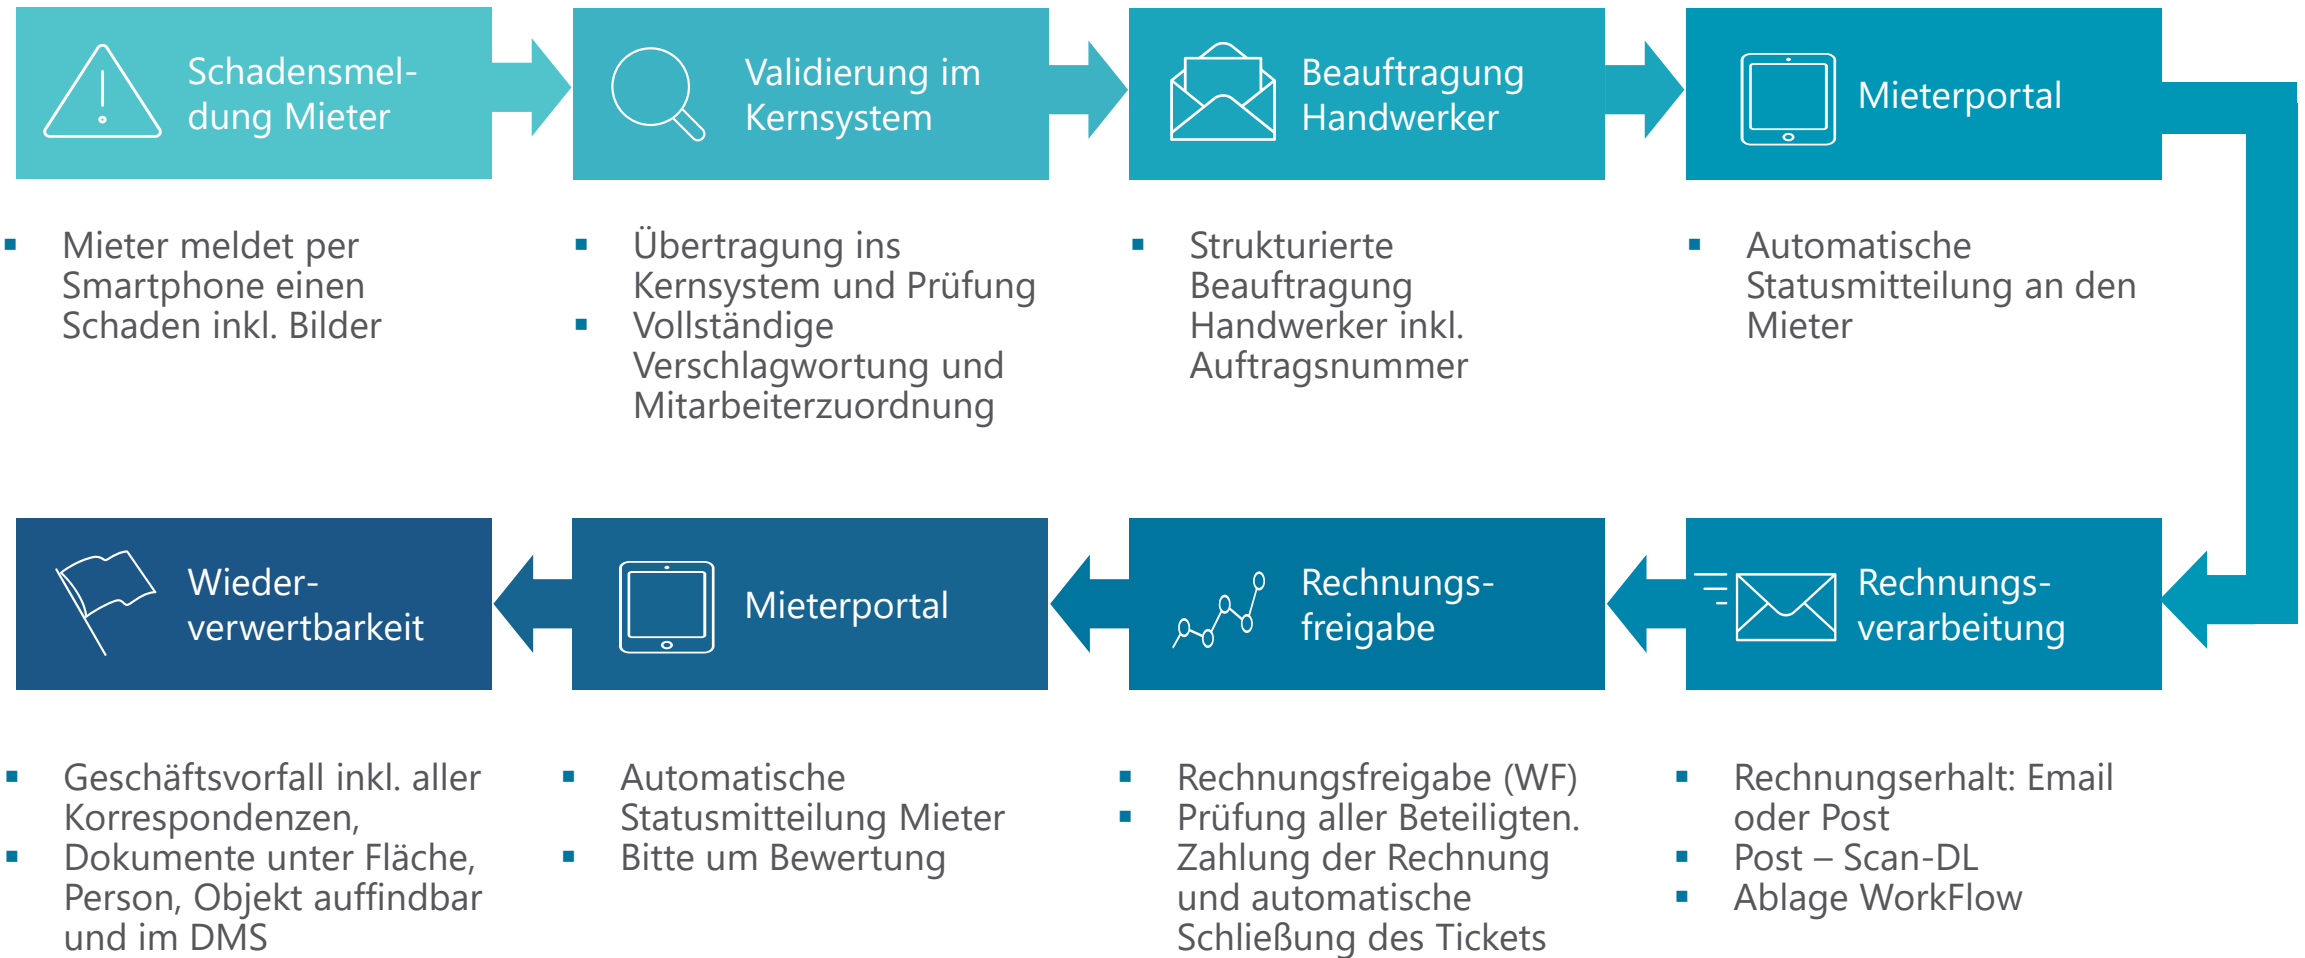 Schadensmel-
dung Mieter
Validierung im
Kernsystem
Beauftragung
Handwerker
Mieterportal
▪ Mieter meldet per
Smartphone einen
Schaden inkl. Bilder
▪ Übertragung ins
Kernsystem und Prüfung
▪ Vollständige
Verschlagwortung und
Mitarbeiterzuordnung
▪ Strukturierte
Beauftragung
Handwerker inkl.
Auftragsnummer
▪ Automatische
Statusmitteilung an den
Mieter
Rechnungs-
verarbeitung
Rechnungs-
freigabe
Mieterportal
Wieder-
verwertbarkeit
▪ Rechnungserhalt: Email
oder Post
▪ Post – Scan-DL
▪ Ablage WorkFlow
▪ Rechnungsfreigabe (WF)
▪ Prüfung aller Beteiligten.
Zahlung der Rechnung
und automatische
Schließung des Tickets
▪ Automatische
Statusmitteilung Mieter
▪ Bitte um Bewertung
▪ Geschäftsvorfall inkl. aller
Korrespondenzen,
▪ Dokumente unter Fläche,
Person, Objekt auffindbar
und im DMS